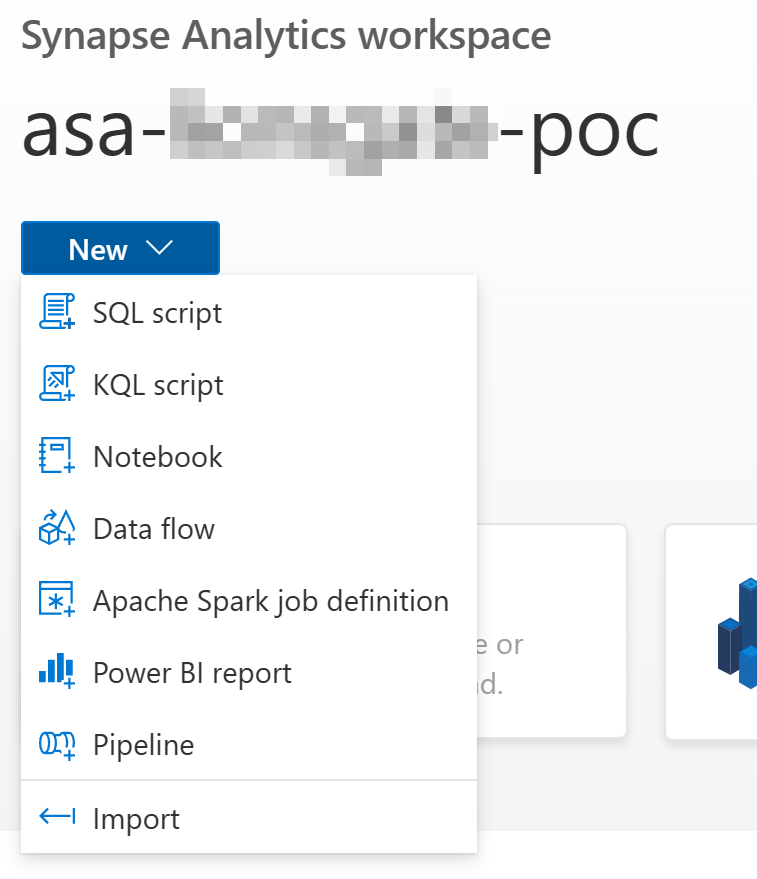 Synapse Analytics workspace
asa- -poc
New
SQL script
KQL script
Notebook
Data flow
Apache Spark job definition
Power BI report
Pipeline
Import
e or
d.